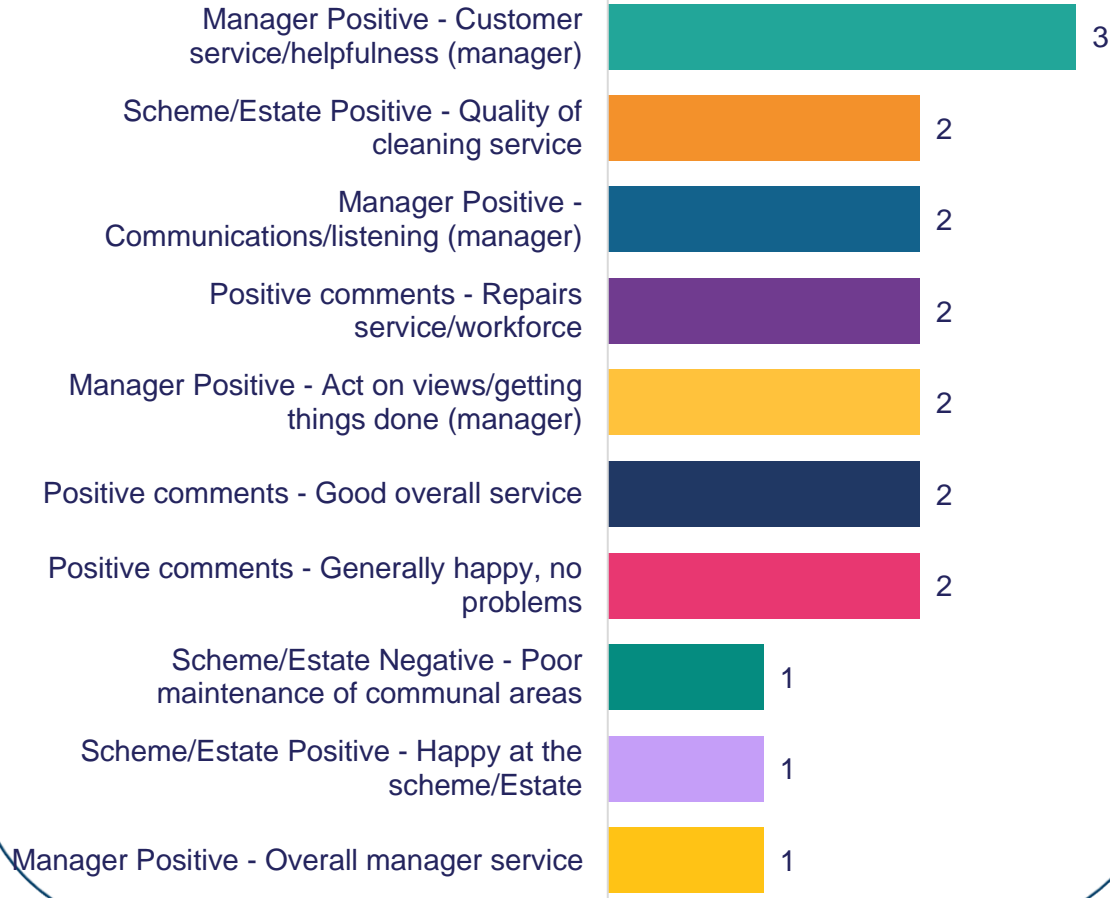 Manager Positive - Customer
service/helpfulness (manager)
3
Scheme/Estate Positive - Quality of
cleaning service
2
Manager Positive -
Communications/listening (manager)
2
Positive comments - Repairs
service/workforce
2
Manager Positive - Act on views/getting
things done (manager)
2
Positive comments - Good overall service
2
Positive comments - Generally happy, no
problems
2
Scheme/Estate Negative - Poor
maintenance of communal areas
1
Scheme/Estate Positive - Happy at the
scheme/Estate
1
Manager Positive - Overall manager service
1